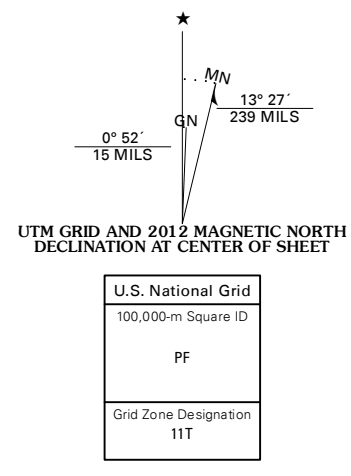 MN
GN
13° 27´
239 MILS
0° 52´
15 MILS
UTM GRID AND 2012 MAGNETIC NORTH
DECLINATION AT CENTER OF SHEET
U.S. National Grid
100,000-m Square ID
PF
Grid Zone Designation
11T